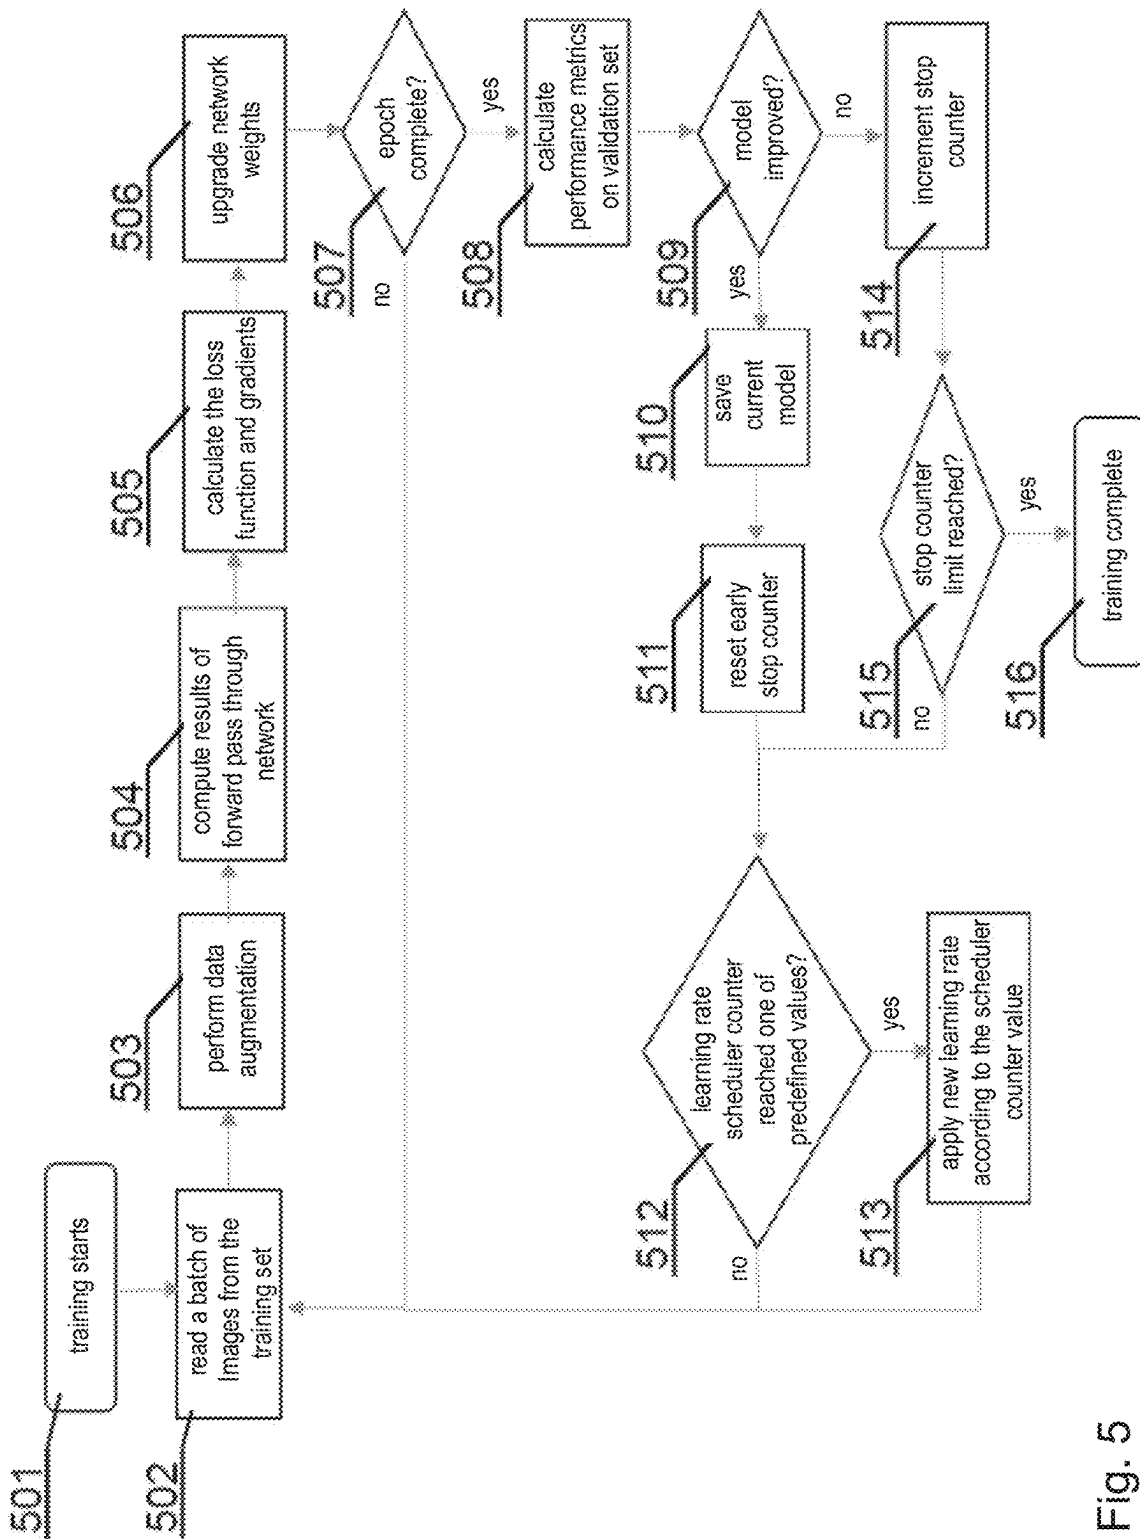 501
training starts
502
read a batch of
Images from the
training set
503
perform data
augmentation
504
compute results of
forward pass through
network
505
calculate the loss
function and gradients
506
upgrade network
weights
507
epoch
complete?
no
yes
508
calculate
performance metrics
on validation set
509
model
improved?
yes
no
510
save
current
model
511
reset early
stop counter
512
learning rate
scheduler counter
reached one of
predefined values?
no
yes
513
apply new learning rate
according to the scheduler
counter value
514
increment stop
counter
515
stop counter
limit reached?
no
yes
516
training complete
Fig. 5